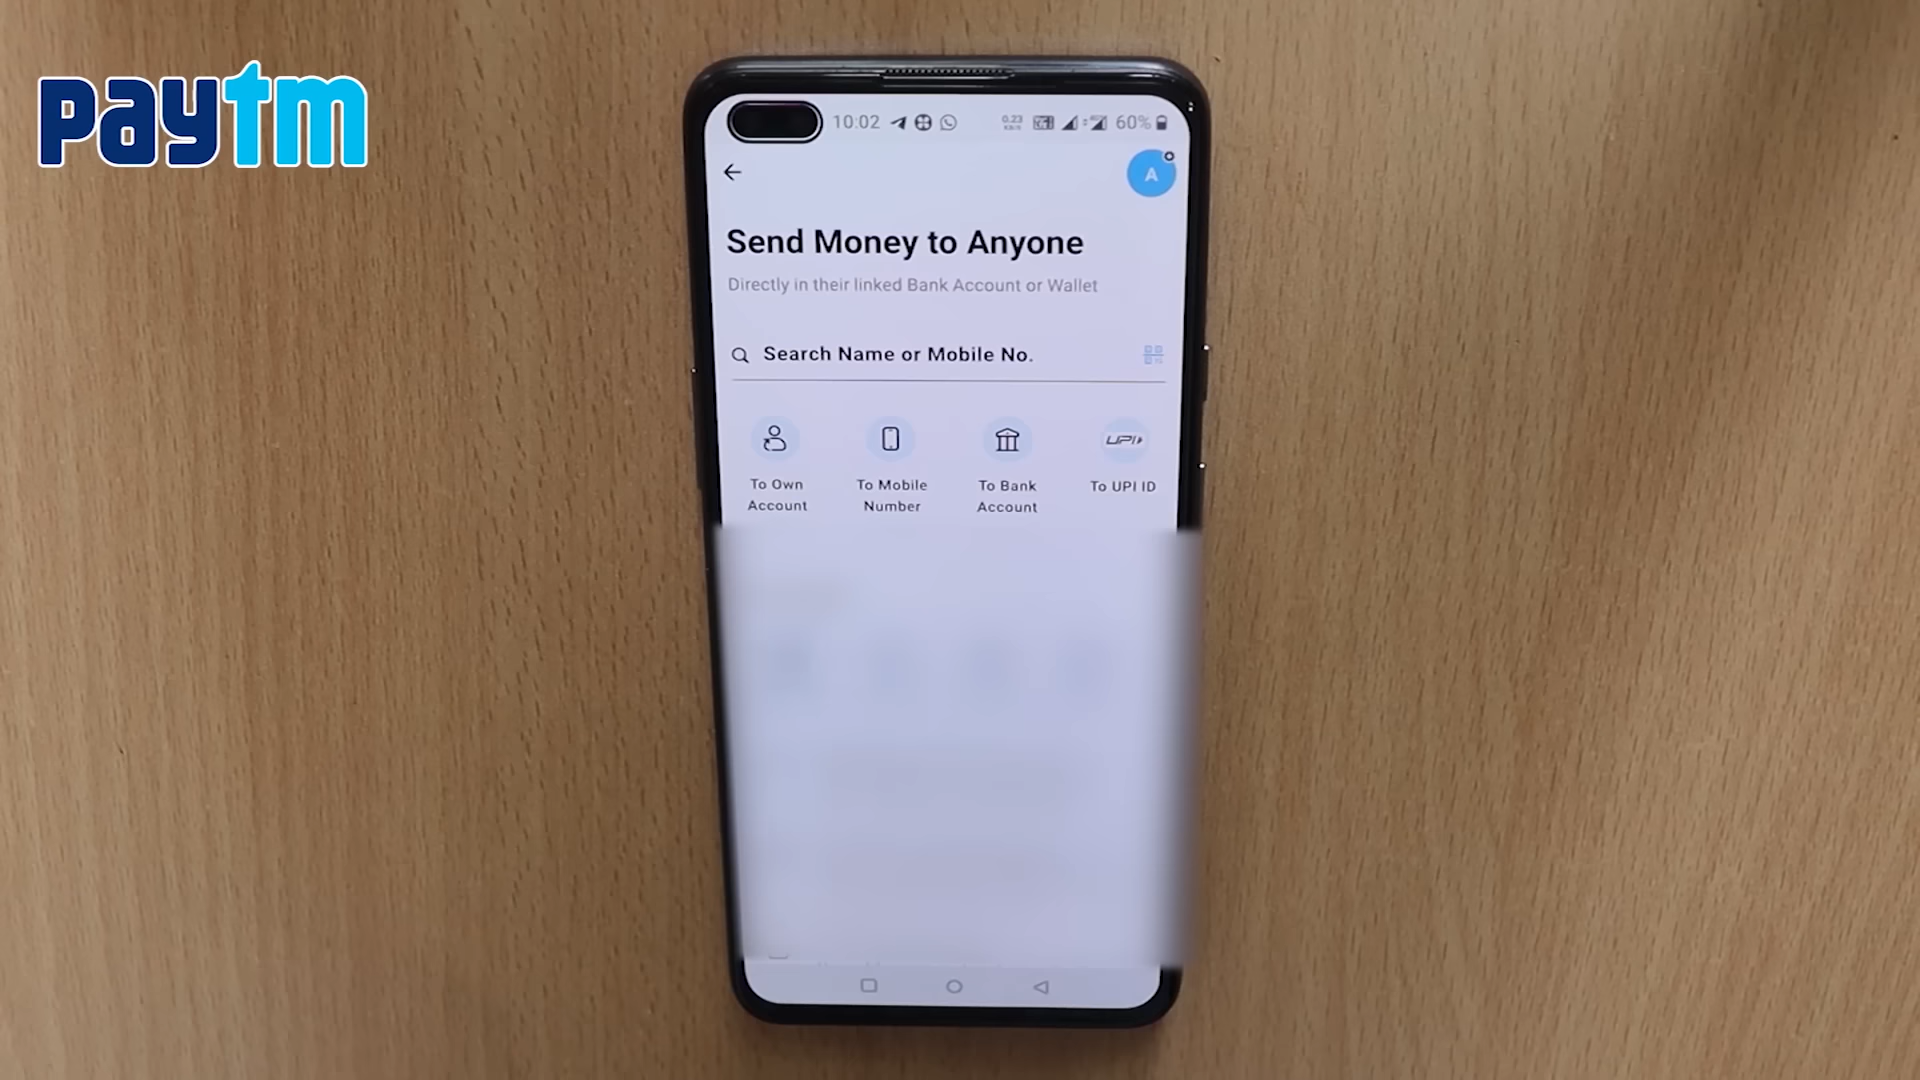 paytm
10:02
60%
A
Send Money to Anyone
Directly in their linked Bank Account or Wallet
Search Name or Mobile No.
UPI
To Own Account
To Mobile Number
To Bank Account
To UPI ID